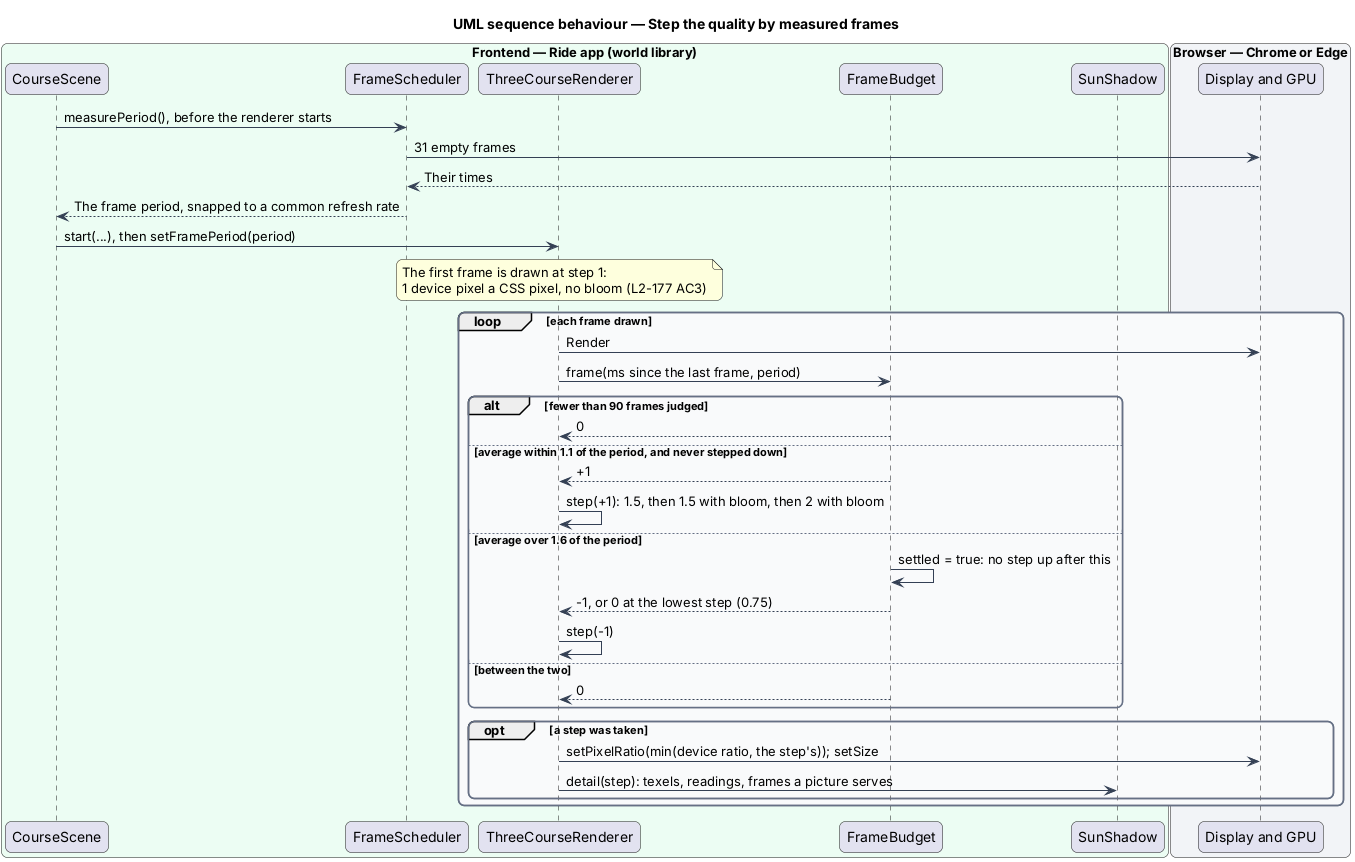 UML sequence behaviour — Step the quality by measured frames
Frontend — Ride app (world library)
Browser — Chrome or Edge
CourseScene
FrameScheduler
ThreeCourseRenderer
FrameBudget
SunShadow
Display and GPU
measurePeriod(), before the renderer starts
31 empty frames
Their times
The frame period, snapped to a common refresh rate
start(...), then setFramePeriod(period)
The first frame is drawn at step 1:
1 device pixel a CSS pixel, no bloom (L2-177 AC3)
loop
[each frame drawn]
Render
frame(ms since the last frame, period)
alt
[fewer than 90 frames judged]
0
[average within 1.1 of the period, and never stepped down]
+1
step(+1): 1.5, then 1.5 with bloom, then 2 with bloom
[average over 1.6 of the period]
settled = true: no step up after this
-1, or 0 at the lowest step (0.75)
step(-1)
[between the two]
0
opt
[a step was taken]
setPixelRatio(min(device ratio, the step's)); setSize
detail(step): texels, readings, frames a picture serves
CourseScene
FrameScheduler
ThreeCourseRenderer
FrameBudget
SunShadow
Display and GPU